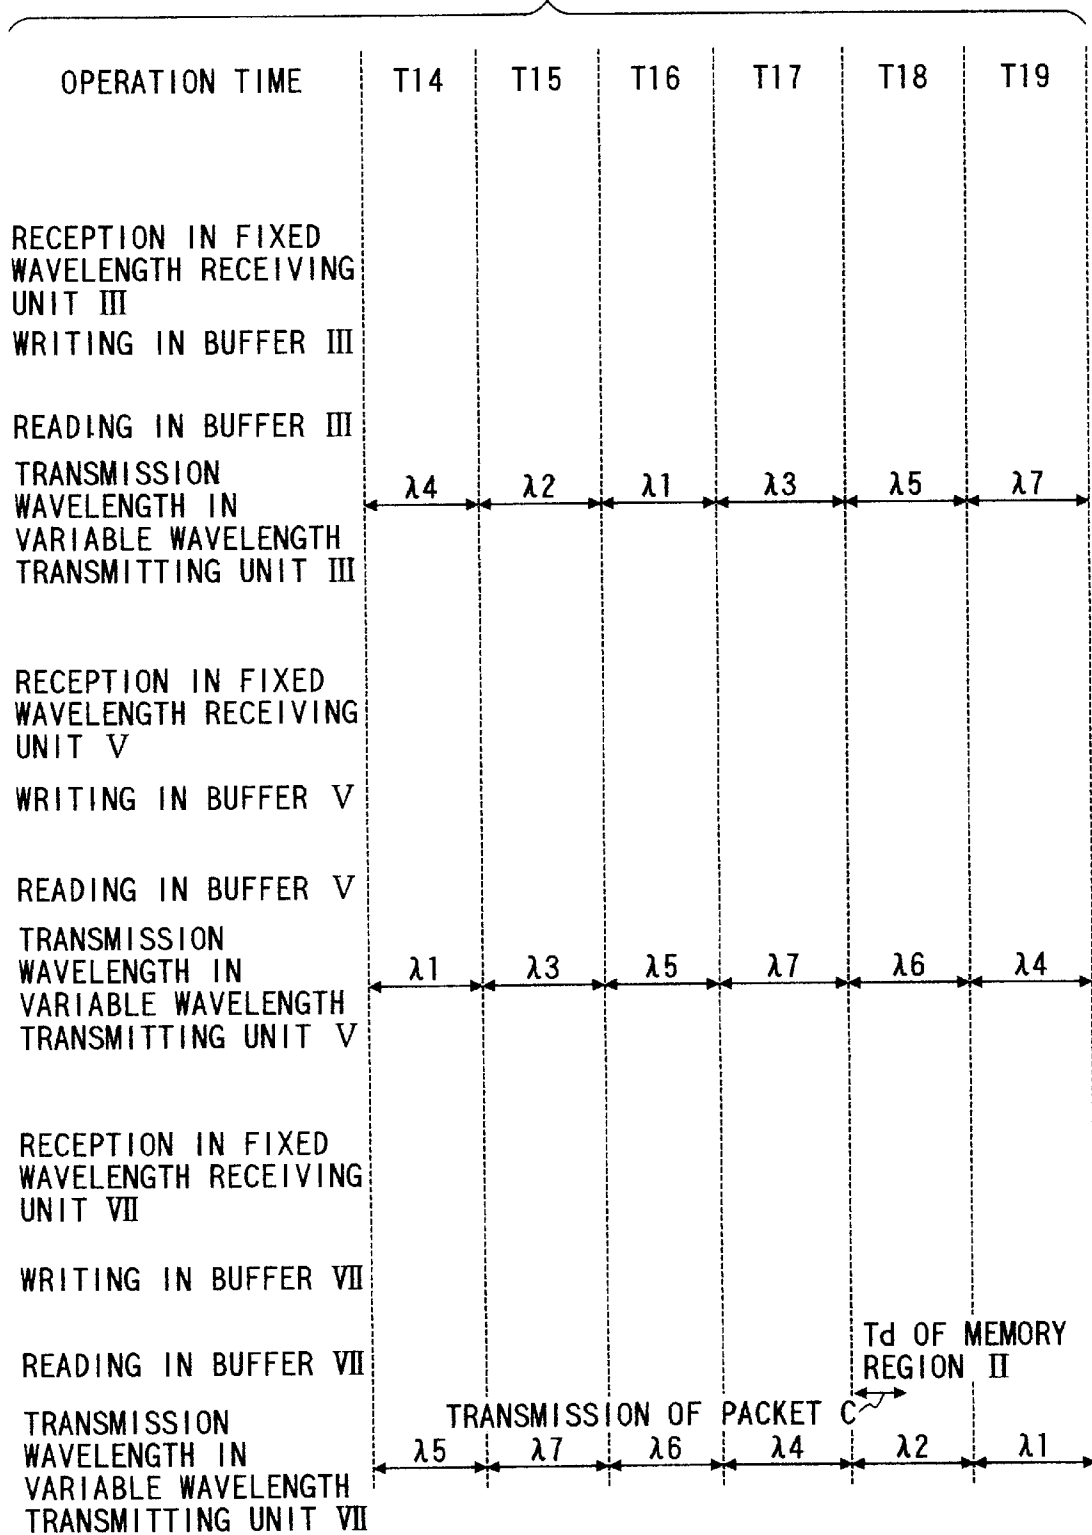 OPERATION TIME T14 T15 T16 T17 T18 T19
RECEPTION IN FIXED
WAVELENGTH RECEIVING
UNIT III
WRITING IN BUFFER III
READING IN BUFFER III
TRANSMISSION
WAVELENGTH IN
VARIABLE WAVELENGTH
TRANSMITTING UNIT III
λ4 λ2 λ1 λ3 λ5 λ7
RECEPTION IN FIXED
WAVELENGTH RECEIVING
UNIT V
WRITING IN BUFFER V
READING IN BUFFER V
TRANSMISSION
WAVELENGTH IN
VARIABLE WAVELENGTH
TRANSMITTING UNIT V
λ1 λ3 λ5 λ7 λ6 λ4
RECEPTION IN FIXED
WAVELENGTH RECEIVING
UNIT VII
WRITING IN BUFFER VII
READING IN BUFFER VII
Td OF MEMORY
REGION II
TRANSMISSION OF PACKET C
TRANSMISSION
WAVELENGTH IN
VARIABLE WAVELENGTH
TRANSMITTING UNIT VII
λ5 λ7 λ6 λ4 λ2 λ1